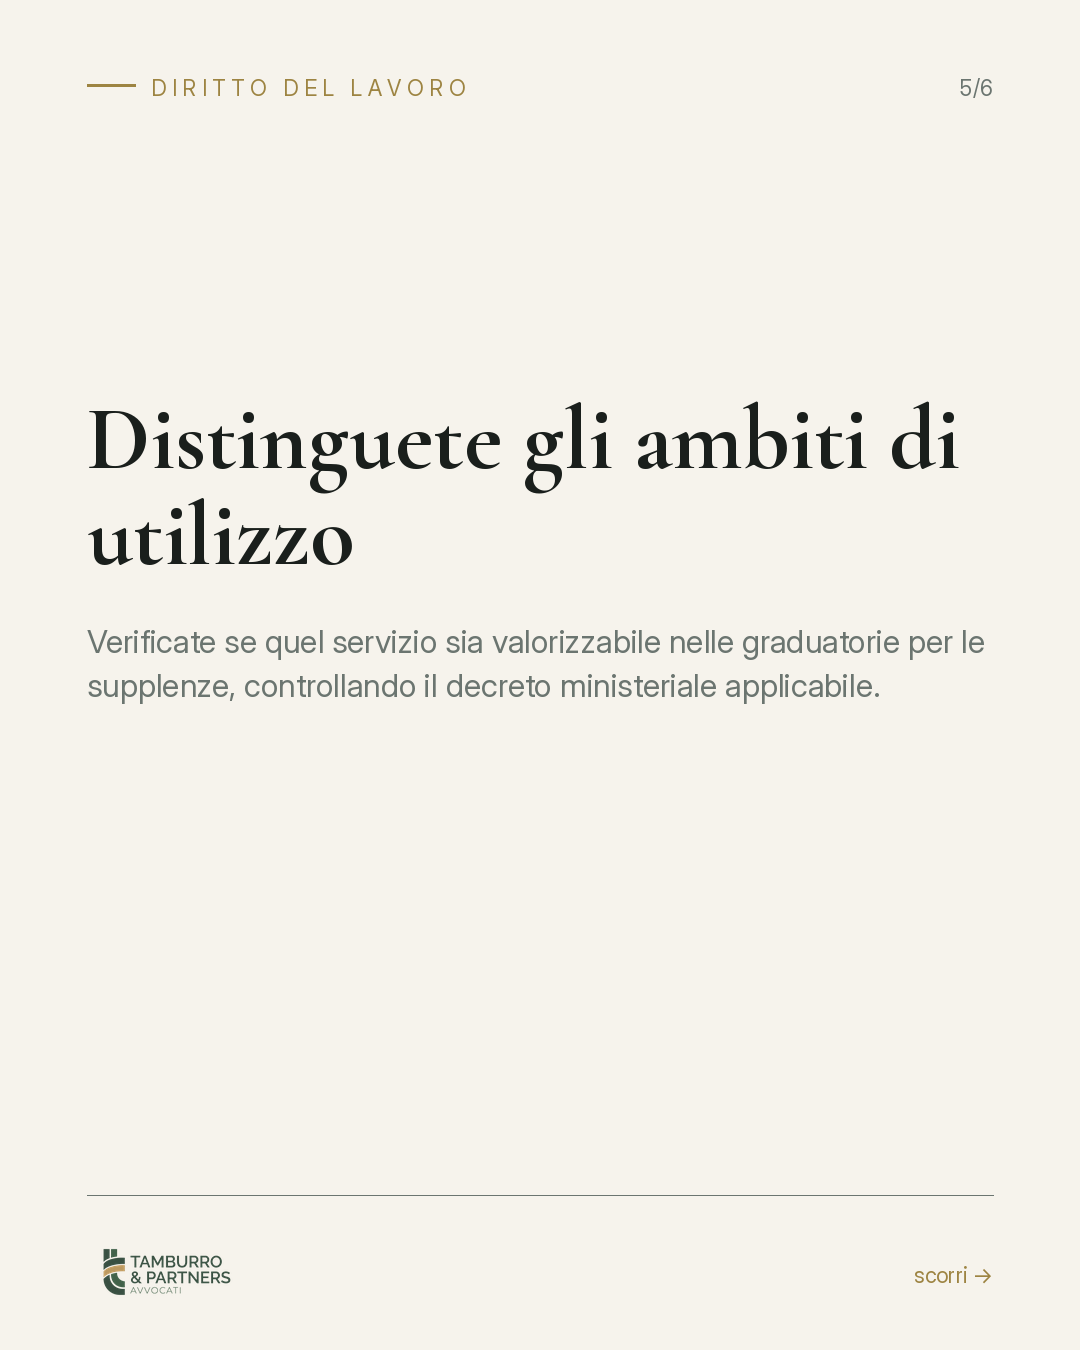 DIRITTO DEL LAVORO
5/6
Distinguete gli ambiti di
utilizzo
Verificate se quel servizio sia valorizzabile nelle graduatorie per le
supplenze, controllando il decreto ministeriale applicabile.
TAMBURRO
& PARTNERS
AVVOCATI
scorri →